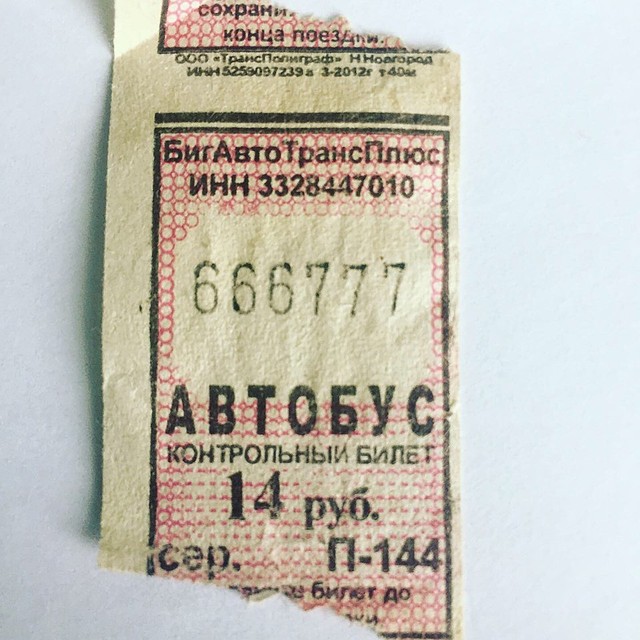 сохрани
конца поездки.
ООО «ТрансПолиграф» Н Новгород
ИНН 5259097239 з 3-2012г т 40м
БигАвтоТрансПлюс
ИНН 3328447010
666777
АВТОБУС
КОНТРОЛЬНЫЙ БИЛЕТ
14 руб.
сер. П-144
билет до